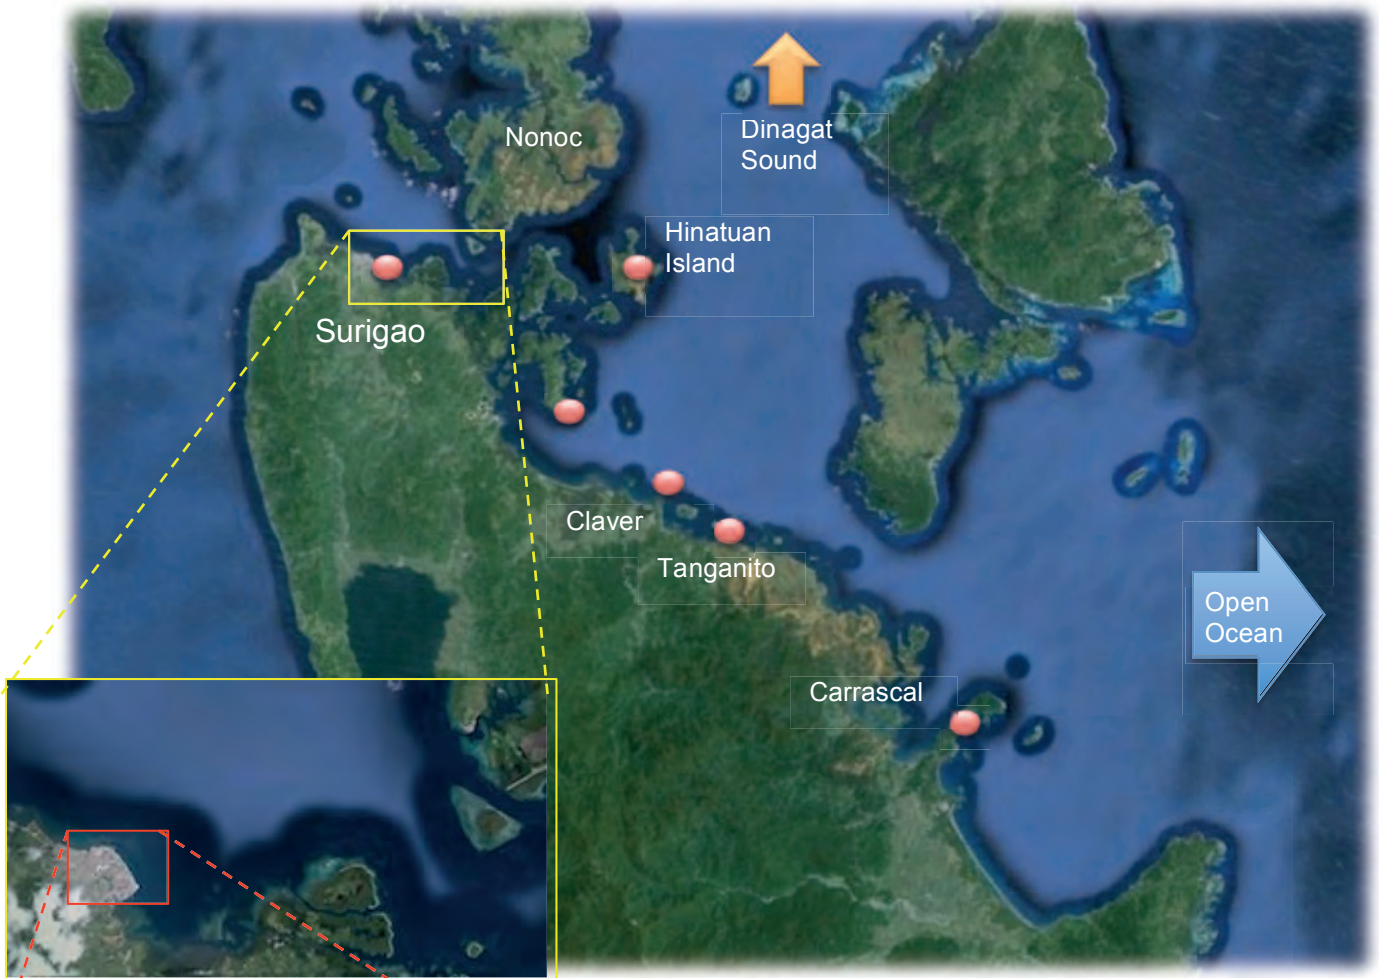 Nonoc
Dinagat
Sound
Hinatuan
Island
Surigao
Claver
Tanganito
Open
Ocean
Carrascal